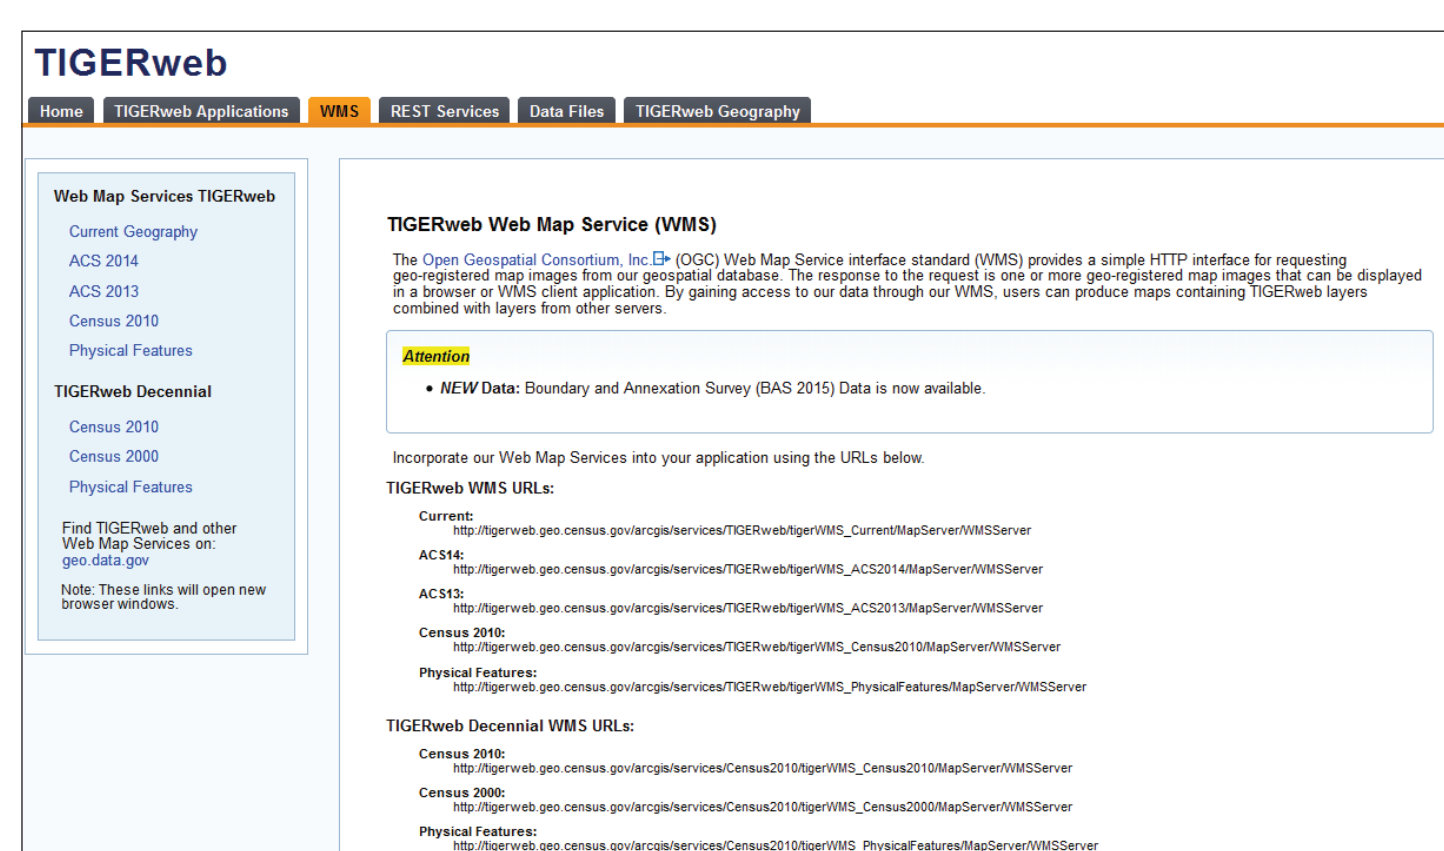 TIGERweb
Home TIGERweb Applications WMS REST Services Data Files TIGERweb Geography
Web Map Services TIGERweb
Current Geography
ACS 2014
ACS 2013
Census 2010
Physical Features
TIGERweb Decennial
Census 2010
Census 2000
Physical Features
Find TIGERweb and other
Web Map Services on:
geo.data.gov
Note: These links will open new
browser windows.
TIGERweb Web Map Service (WMS)
The Open Geospatial Consortium, Inc. (OGC) Web Map Service interface standard (WMS) provides a simple HTTP interface for requesting
geo-registered map images from our geospatial database. The response to the request is one or more geo-registered map images that can be displayed
in a browser or WMS client application. By gaining access to our data through our WMS, users can produce maps containing TIGERweb layers
combined with layers from other servers.
Attention
• NEW Data: Boundary and Annexation Survey (BAS 2015) Data is now available.
Incorporate our Web Map Services into your application using the URLs below.
TIGERweb WMS URLs:
Current:
http://tigerweb.geo.census.gov/arcgis/services/TIGERweb/tigerWMS_Current/MapServer/WMSServer
ACS14:
http://tigerweb.geo.census.gov/arcgis/services/TIGERweb/tigerWMS_ACS2014/MapServer/WMSServer
ACS13:
http://tigerweb.geo.census.gov/arcgis/services/TIGERweb/tigerWMS_ACS2013/MapServer/WMSServer
Census 2010:
http://tigerweb.geo.census.gov/arcgis/services/TIGERweb/tigerWMS_Census2010/MapServer/WMSServer
Physical Features:
http://tigerweb.geo.census.gov/arcgis/services/TIGERweb/tigerWMS_PhysicalFeatures/MapServer/WMSServer
TIGERweb Decennial WMS URLs:
Census 2010:
http://tigerweb.geo.census.gov/arcgis/services/Census2010/tigerWMS_Census2010/MapServer/WMSServer
Census 2000:
http://tigerweb.geo.census.gov/arcgis/services/Census2010/tigerWMS_Census2000/MapServer/WMSServer
Physical Features:
http://tigerweb.geo.census.gov/arcgis/services/Census2010/tigerWMS_PhysicalFeatures/MapServer/WMSServer